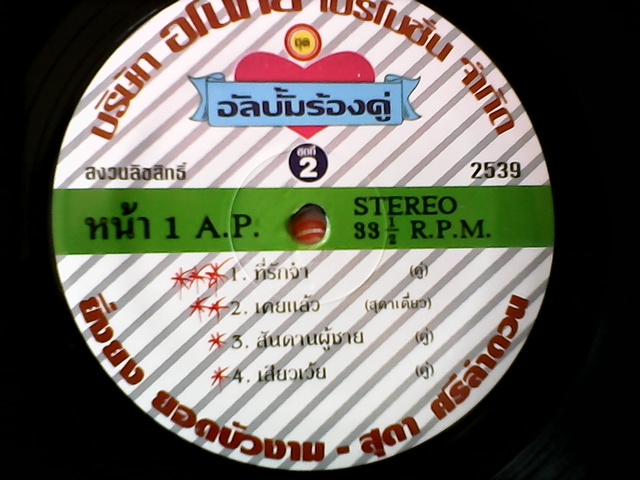 บริษัท อโนทัย โปรโมชั่น จำกัด
ชุด
อัลบั้มร้องคู่
ชุดที่
2
สงวนลิขสิทธิ์ 2539
หน้า 1 A.P. STEREO
33 1/2 R.P.M.
1. ที่รักจ๋า (คู่)
2. เคยแล้ว (สุดาเดี่ยว)
3. สันดานผู้ชาย (คู่)
4. เสียวเว้ย (คู่)
ยิ่งยง ยอดบัวงาม - สุดา ศรีลำดวน